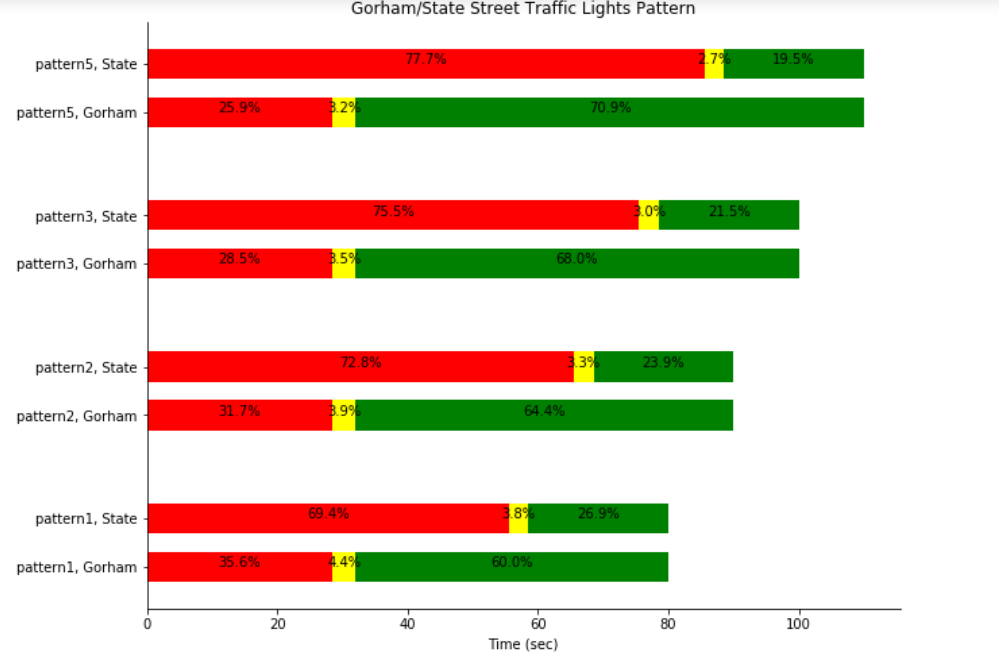 Gorham/State Street Traffic Lights Pattern
pattern5, State 77.7% 2.7% 19.5%
pattern5, Gorham 25.9% 3.2% 70.9%
pattern3, State 75.5% 3.0% 21.5%
pattern3, Gorham 28.5% 3.5% 68.0%
pattern2, State 72.8% 3.3% 23.9%
pattern2, Gorham 31.7% 3.9% 64.4%
pattern1, State 69.4% 3.8% 26.9%
pattern1, Gorham 35.6% 4.4% 60.0%
0 20 40 60 80 100
Time (sec)